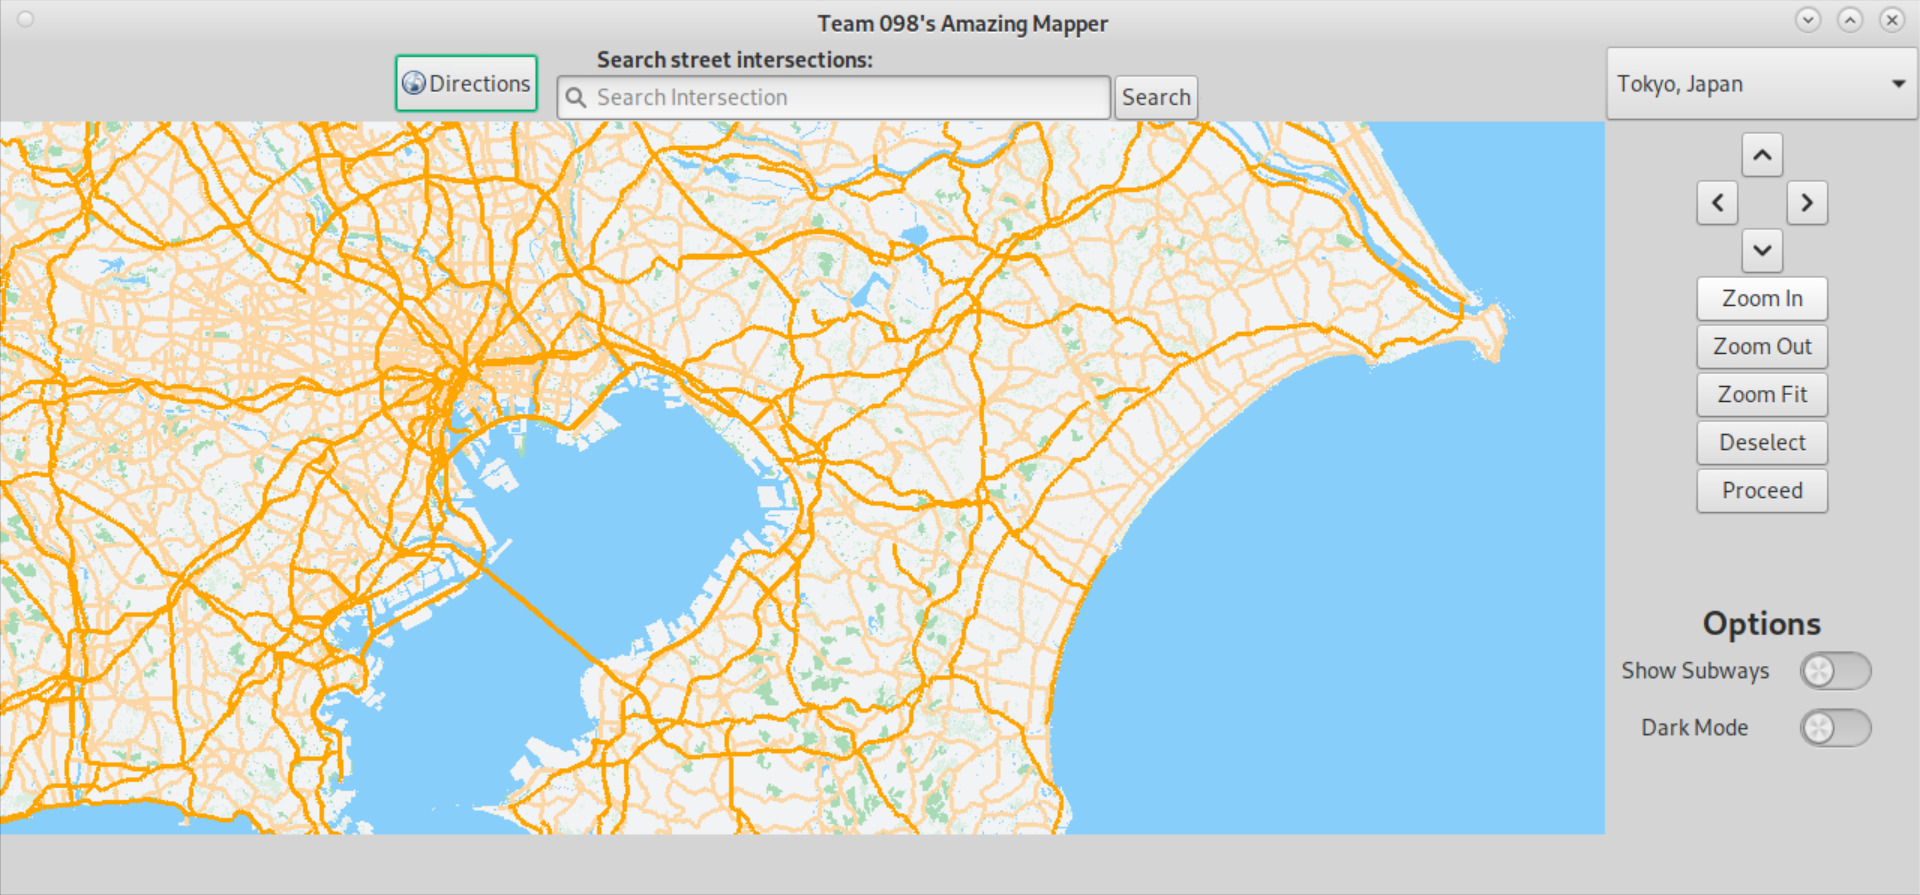 Team 098's Amazing Mapper
Directions
Search street intersections:
Search Intersection
Search
Tokyo, Japan
Zoom In
Zoom Out
Zoom Fit
Deselect
Proceed
Options
Show Subways
Dark Mode